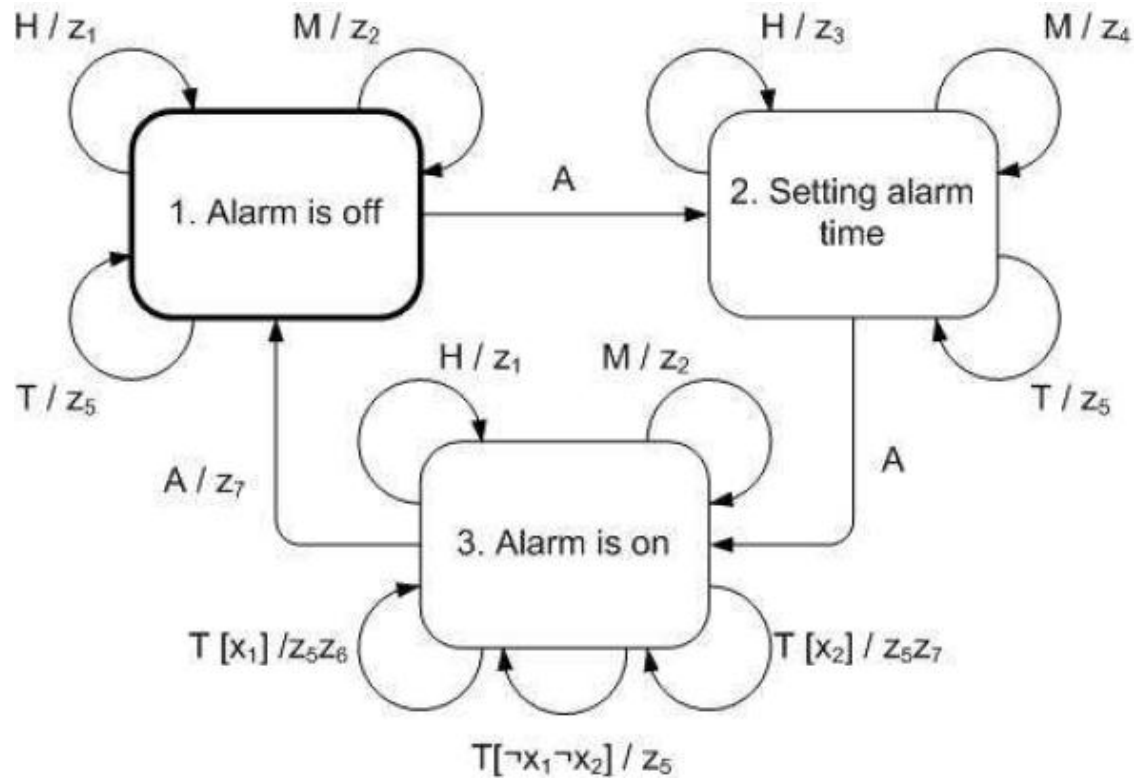 H / z₁
M / z₂
H / z₃
M / z₄
A
1. Alarm is off
2. Setting alarm
time
T / z₅
T / z₅
H / z₁
M / z₂
A / z₇
A
3. Alarm is on
T [x₁] /z₅z₆
T [x₂] / z₅z₇
T[¬x₁¬x₂] / z₅